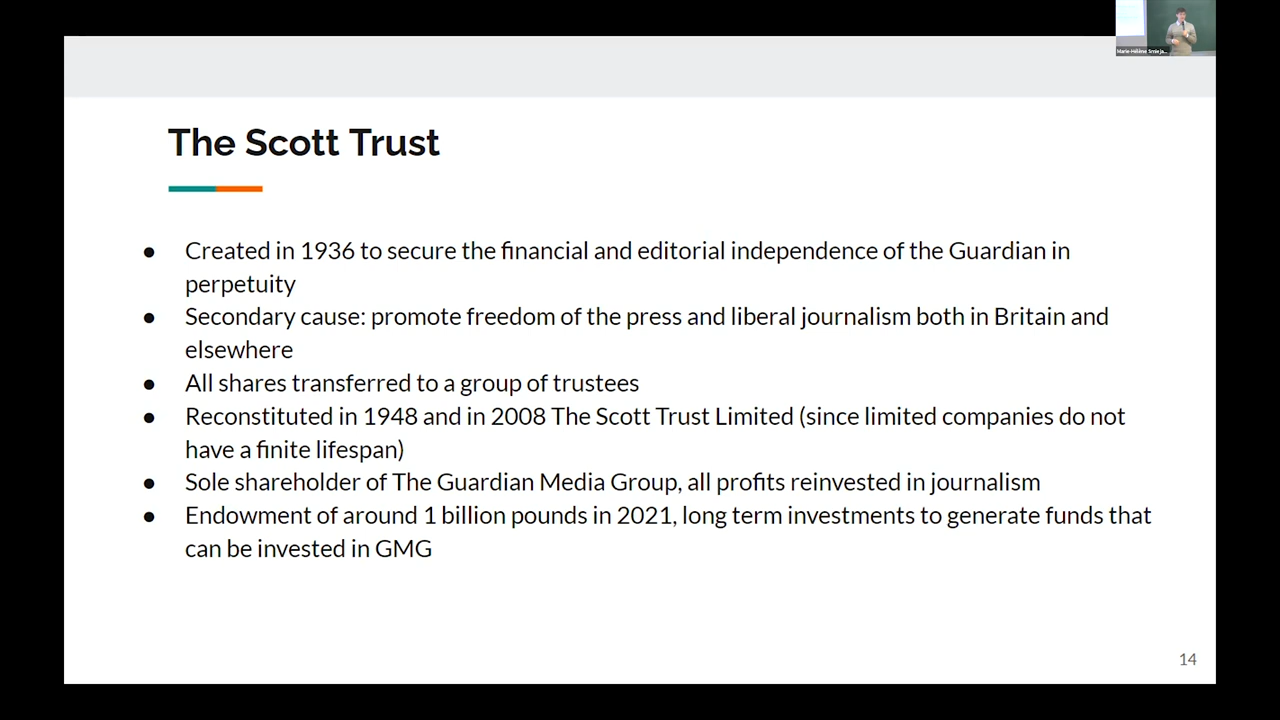 The Scott Trust
● Created in 1936 to secure the financial and editorial independence of the Guardian in
perpetuity
● Secondary cause: promote freedom of the press and liberal journalism both in Britain and
elsewhere
● All shares transferred to a group of trustees
● Reconstituted in 1948 and in 2008 The Scott Trust Limited (since limited companies do not
have a finite lifespan)
● Sole shareholder of The Guardian Media Group, all profits reinvested in journalism
● Endowment of around 1 billion pounds in 2021, long term investments to generate funds that
can be invested in GMG
14